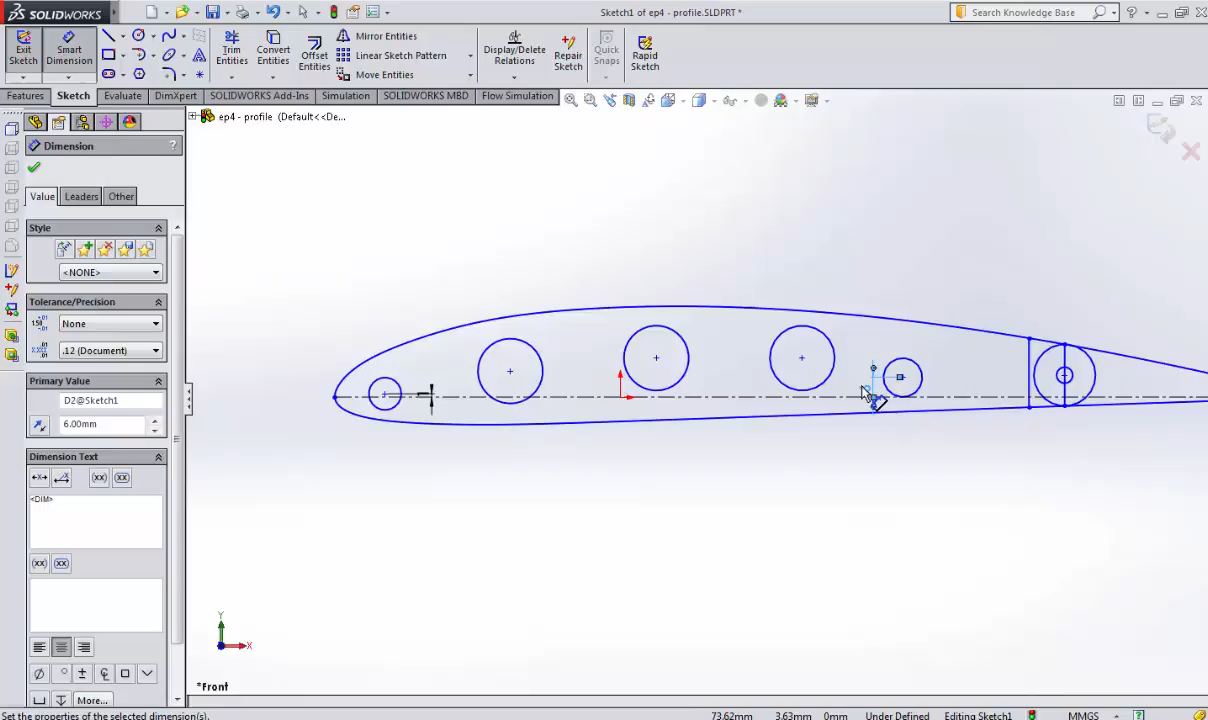 SOLIDWORKS
Sketch1 of ep4 - profile.SLDPRT *
Search Knowledge Base
?
Exit Sketch
Smart Dimension
Trim Entities
Convert Entities
Offset Entities
Mirror Entities
Linear Sketch Pattern
Move Entities
Display/Delete Relations
Repair Sketch
Quick Snaps
Rapid Sketch
Features
Sketch
Evaluate
DimXpert
SOLIDWORKS Add-Ins
Simulation
SOLIDWORKS MBD
Flow Simulation
ep4 - profile (Default<<De...
Dimension
?
Value
Leaders
Other
Style
<NONE>
Tolerance/Precision
None
.12 (Document)
Primary Value
D2@Sketch1
6.00mm
Dimension Text
(xx)
<DIM>
More...
1
Y
X
*Front
Set the properties of the selected dimension(s).
73.62mm
3.63mm
0mm
Under Defined
Editing Sketch1
MMGS
?